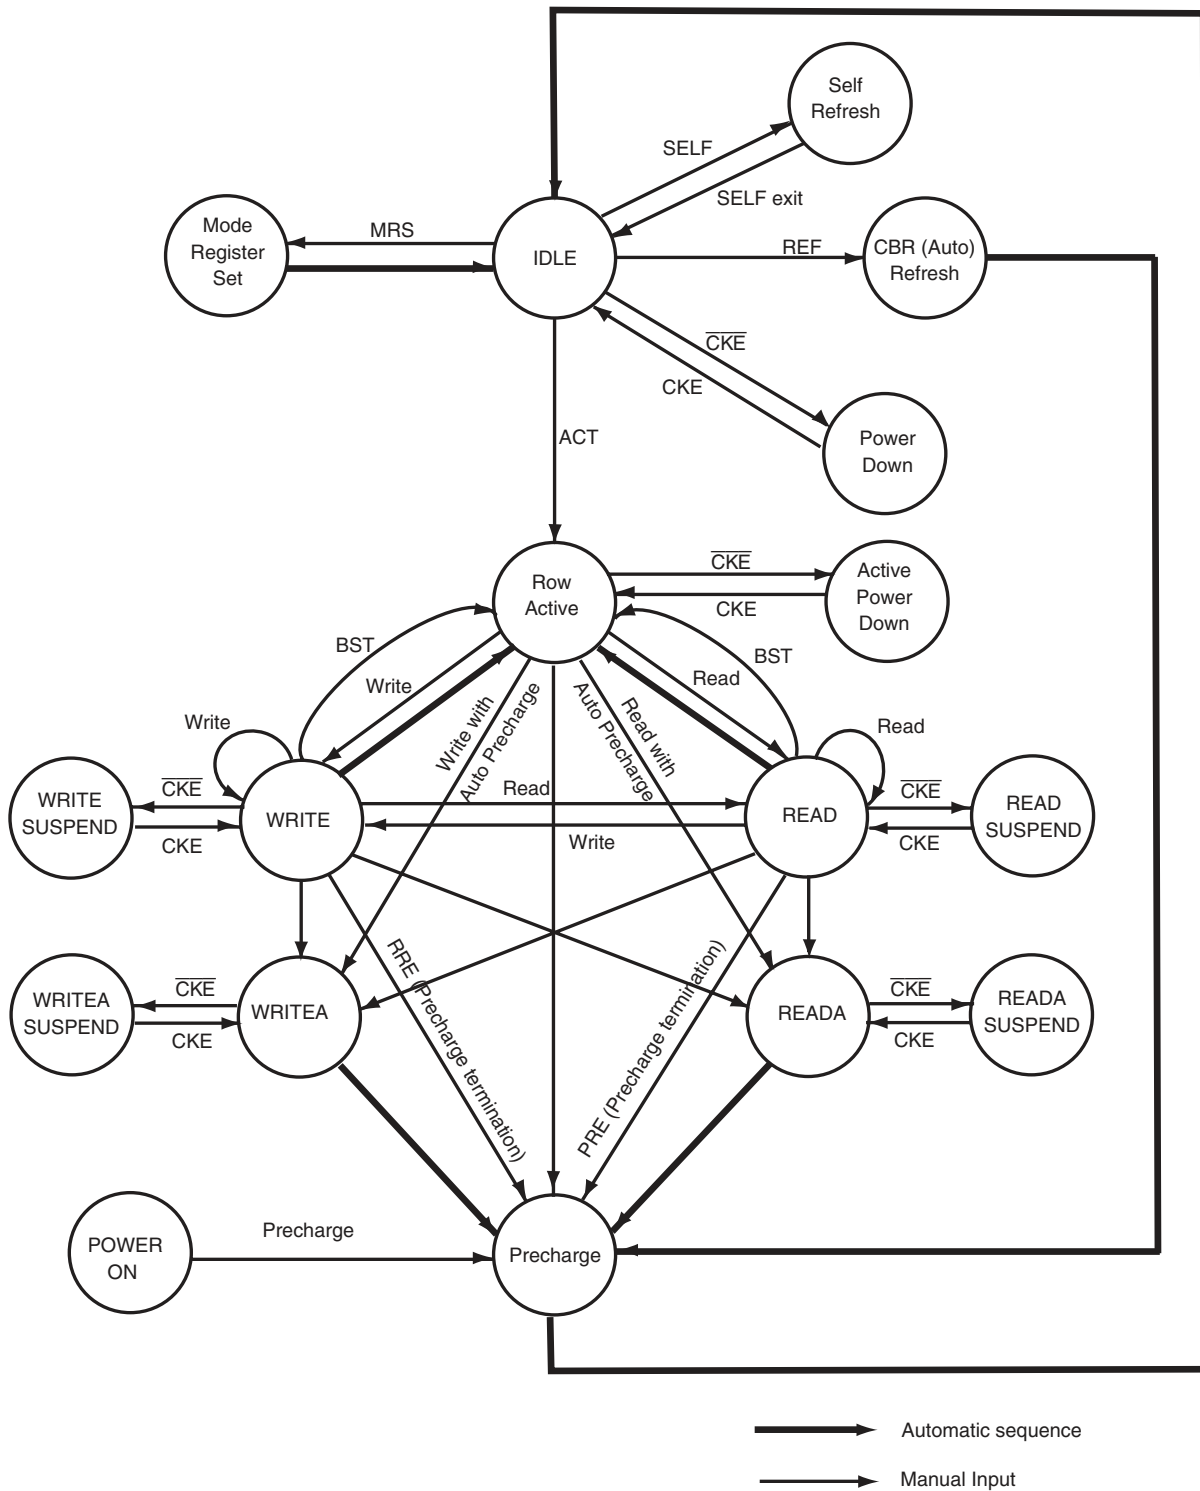 Self
Refresh
SELF
SELF exit
Mode
Register
Set
MRS
IDLE
REF
CBR (Auto)
Refresh
CKE
CKE
Power
Down
ACT
Row
Active
CKE
CKE
Active
Power
Down
BST
BST
Write
Read
Write with
Auto Precharge
Read with
Auto Precharge
Write
Read
WRITE
SUSPEND
CKE
CKE
WRITE
Read
Write
READ
CKE
CKE
READ
SUSPEND
RRE (Precharge termination)
PRE (Precharge termination)
WRITEA
SUSPEND
CKE
CKE
WRITEA
READA
CKE
CKE
READA
SUSPEND
POWER
ON
Precharge
Precharge
Automatic sequence
Manual Input